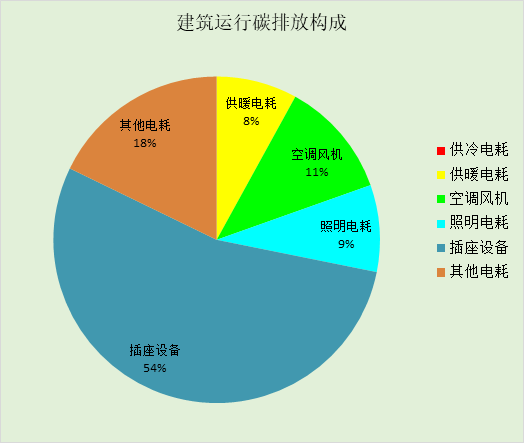 建筑运行碳排放构成
供暖电耗
8%
空调风机
11%
照明电耗
9%
插座设备
54%
其他电耗
18%
供冷电耗
供暖电耗
空调风机
照明电耗
插座设备
其他电耗